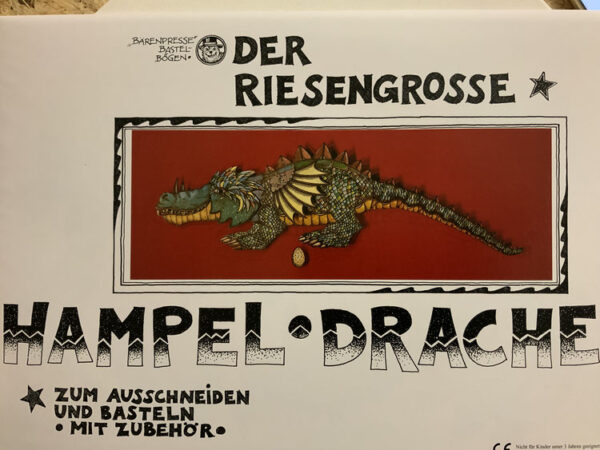 „BÄRENPRESSE"
BASTEL-
BÖGEN•
DER
RIESENGROSSE
HAMPEL•DRACHE
ZUM AUSSCHNEiDEN
UND BASTELN
• MIT ZUBEHÖR •
CE Nicht für Kinder unter 3 Jahren geeignet